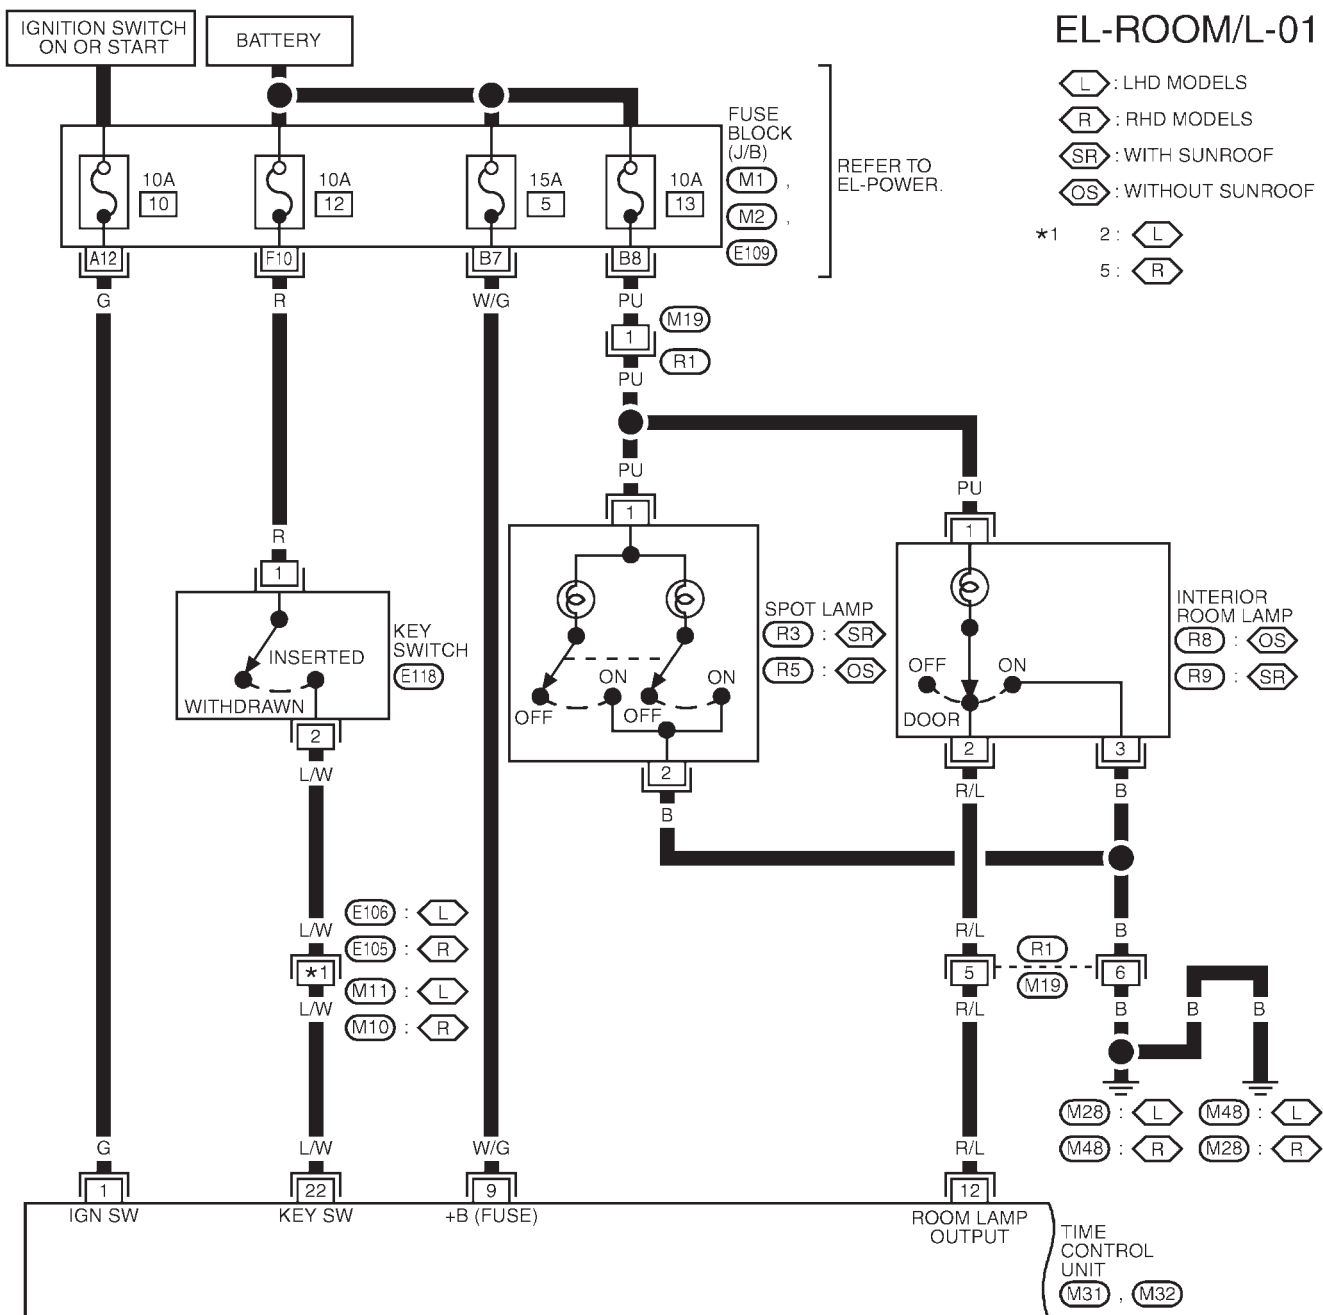 EL-ROOM/L-01
IGNITION SWITCH
ON OR START
BATTERY
L : LHD MODELS
R : RHD MODELS
SR : WITH SUNROOF
OS : WITHOUT SUNROOF
*1 2 : L
5 : R
FUSE
BLOCK
(J/B)
M1 ,
M2 ,
E109
REFER TO
EL-POWER.
10A
10
10A
12
15A
5
10A
13
A12
F10
B7
B8
G
R
W/G
PU
1
M19
R1
PU
PU
PU
R
1
1
1
KEY
SWITCH
E118
INSERTED
WITHDRAWN
2
L/W
SPOT LAMP
R3 : SR
R5 : OS
OFF
ON
OFF
ON
2
B
INTERIOR
ROOM LAMP
R8 : OS
R9 : SR
OFF
ON
DOOR
2
3
R/L
B
L/W
*1
L/W
E106 : L
E105 : R
M11 : L
M10 : R
R/L
B
5
6
R1
M19
R/L
B
B
B
M28 : L
M48 : R
M48 : L
M28 : R
G
L/W
W/G
R/L
1
22
9
12
IGN SW
KEY SW
+B (FUSE)
ROOM LAMP
OUTPUT
TIME
CONTROL
UNIT
M31 , M32